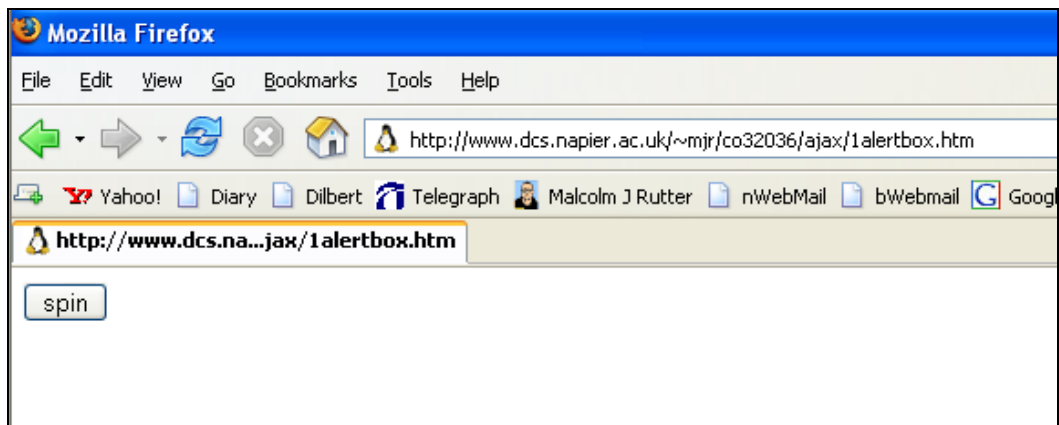 Mozilla Firefox
File Edit View Go Bookmarks Tools Help
http://www.dcs.napier.ac.uk/~mjr/co32036/ajax/1alertbox.htm
Yahoo! Diary Dilbert Telegraph Malcolm J Rutter nWebMail bWebmail G Googl
http://www.dcs.na...jax/1alertbox.htm
spin